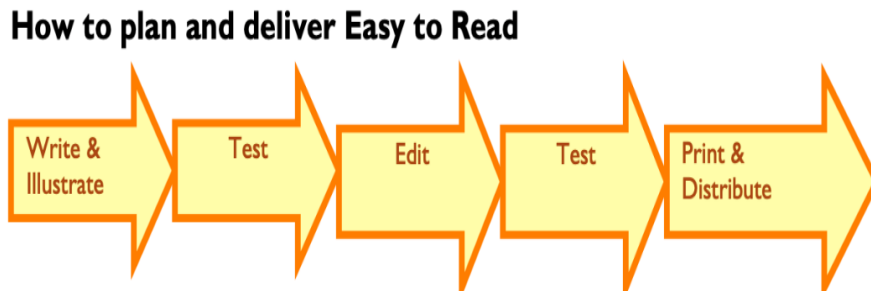 How to plan and deliver Easy to Read
Write &
Illustrate
Test
Edit
Test
Print &
Distribute